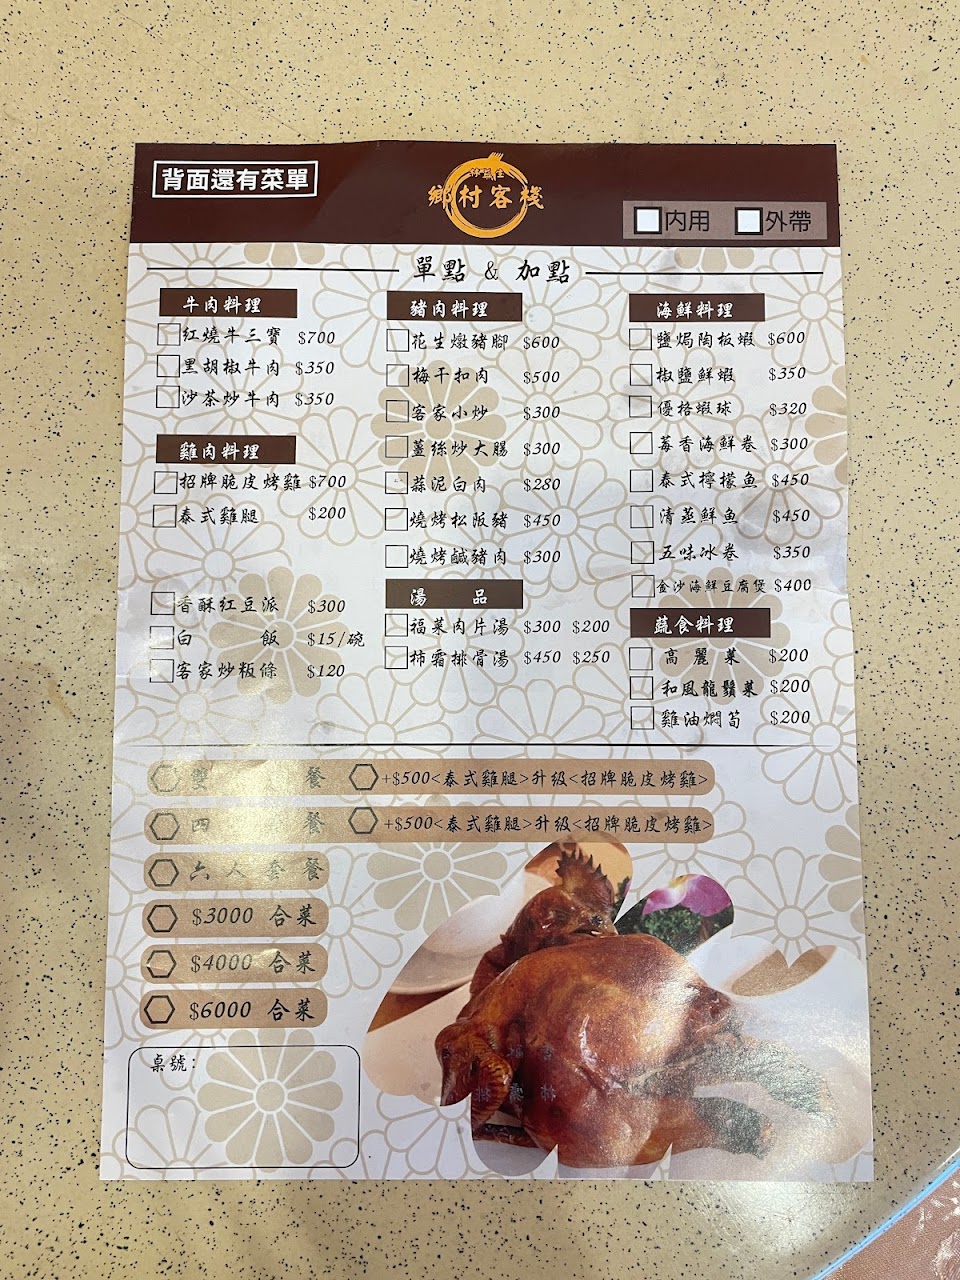 背面還有菜單
鄉村客棧
內用 外帶
單點 & 加點
牛肉料理
紅燒牛三寶 $700
黑胡椒牛肉 $350
沙茶炒牛肉 $350
雞肉料理
招牌脆皮烤雞 $700
泰式雞腿 $200
香酥紅豆派 $300
白 飯 $15/碗
客家炒粄條 $120
豬肉料理
花生燉豬腳 $600
梅干扣肉 $500
客家小炒 $300
薑絲炒大腸 $300
蒜泥白肉 $280
燒烤松阪豬 $450
燒烤鹹豬肉 $300
湯 品
福菜肉片湯 $300 $200
柿霜排骨湯 $450 $250
海鮮料理
鹽焗陶板蝦 $600
椒鹽鮮蝦 $350
優格蝦球 $320
莓香海鮮卷 $300
泰式檸檬魚 $450
清蒸鮮魚 $450
五味冰卷 $350
金沙海鮮豆腐煲 $400
蔬食料理
高麗菜 $200
和風龍鬚菜 $200
雞油燜筍 $200
雙 餐 +$500<泰式雞腿>升級<招牌脆皮烤雞>
四 餐 +$500<泰式雞腿>升級<招牌脆皮烤雞>
六人套餐
$3000 合菜
$4000 合菜
$6000 合菜
桌號: